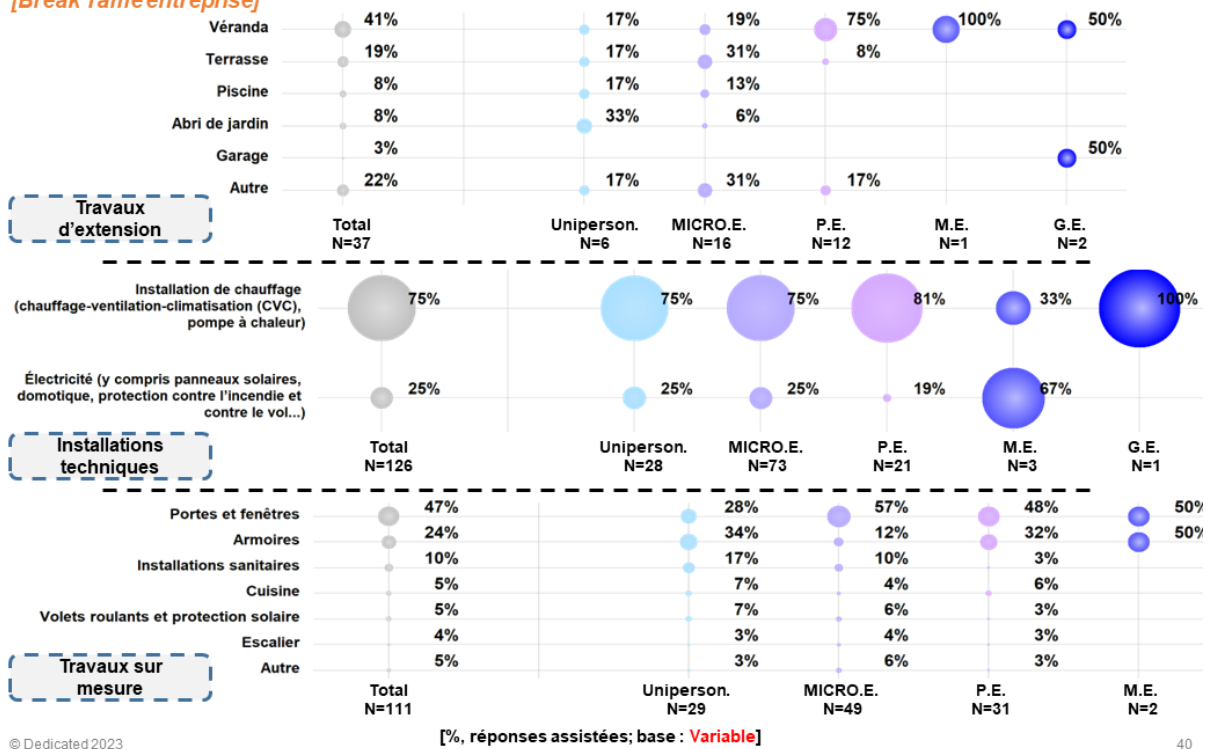 [Break Taille entreprise]
Véranda 41% 17% 19% 75% 100% 50%
Terrasse 19% 17% 31% 8%
Piscine 8% 17% 13%
Abri de jardin 8% 33% 6%
Garage 3% 50%
Autre 22% 17% 31% 17%
Travaux
d'extension
Total Uniperson. MICRO.E. P.E. M.E. G.E.
N=37 N=6 N=16 N=12 N=1 N=2
Installation de chauffage
(chauffage-ventilation-climatisation (CVC),
pompe à chaleur)
75% 75% 75% 81% 33% 100%
Électricité (y compris panneaux solaires,
domotique, protection contre l'incendie et
contre le vol...)
25% 25% 25% 19% 67%
Installations
techniques
Total Uniperson. MICRO.E. P.E. M.E. G.E.
N=126 N=28 N=73 N=21 N=3 N=1
Portes et fenêtres 47% 28% 57% 48% 50%
Armoires 24% 34% 12% 32% 50%
Installations sanitaires 10% 17% 10% 3%
Cuisine 5% 7% 4% 6%
Volets roulants et protection solaire 5% 7% 6% 3%
Escalier 4% 3% 4% 3%
Autre 5% 3% 6% 3%
Travaux sur
mesure
Total Uniperson. MICRO.E. P.E. M.E.
N=111 N=29 N=49 N=31 N=2
[%, réponses assistées; base : Variable]
© Dedicated 2023
40